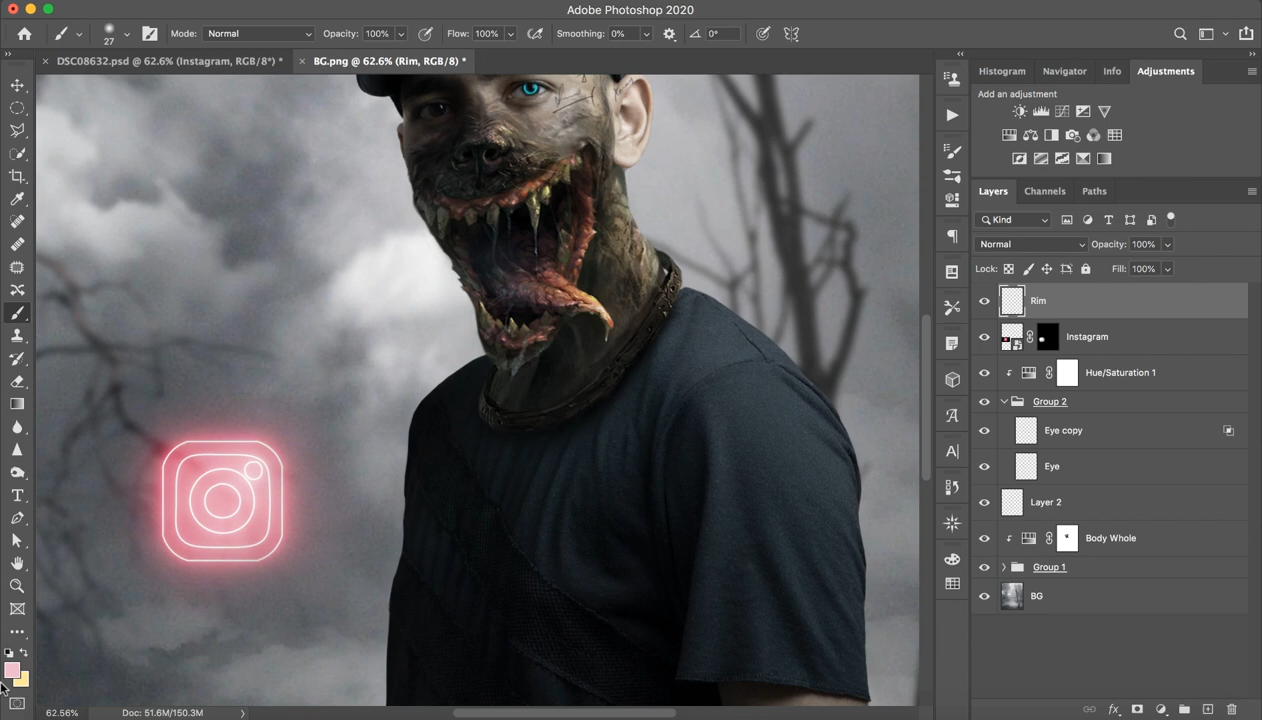 Adobe Photoshop 2020
27
Mode:
Normal
Opacity: 100%
Flow: 100%
Smoothing: 0%
0°
DSC08632.psd @ 62.6% (Instagram, RGB/8*) *
BG.png @ 62.6% (Rim, RGB/8) *
Histogram
Navigator
Info
Adjustments
Add an adjustment
Layers
Channels
Paths
Kind
Normal
Opacity: 100%
Lock:
Fill: 100%
Rim
Instagram
Hue/Saturation 1
Group 2
Eye copy
Eye
Layer 2
Body Whole
Group 1
BG
62.56%
Doc: 51.6M/150.3M